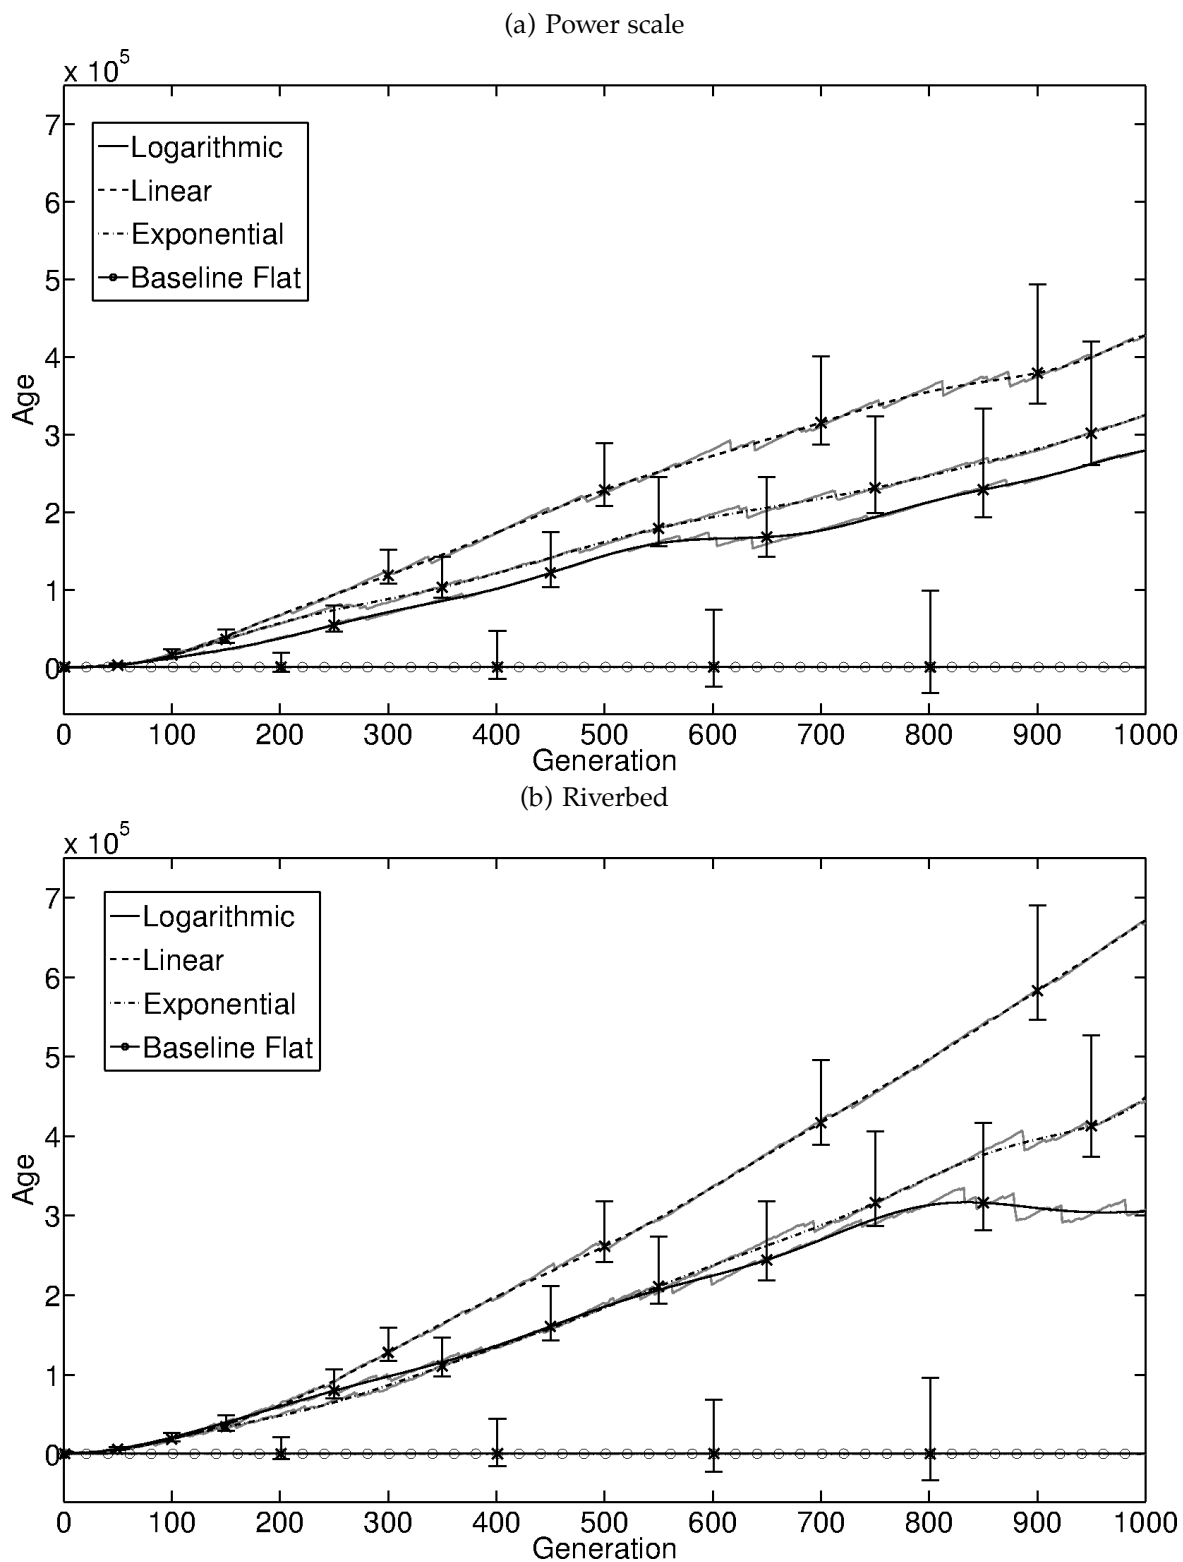 (a) Power scale
x 10^5
7
6
5
4
3
2
1
0
Age
Logarithmic
Linear
Exponential
Baseline Flat
0 100 200 300 400 500 600 700 800 900 1000
Generation
(b) Riverbed
x 10^5
7
6
5
4
3
2
1
0
Age
Logarithmic
Linear
Exponential
Baseline Flat
0 100 200 300 400 500 600 700 800 900 1000
Generation